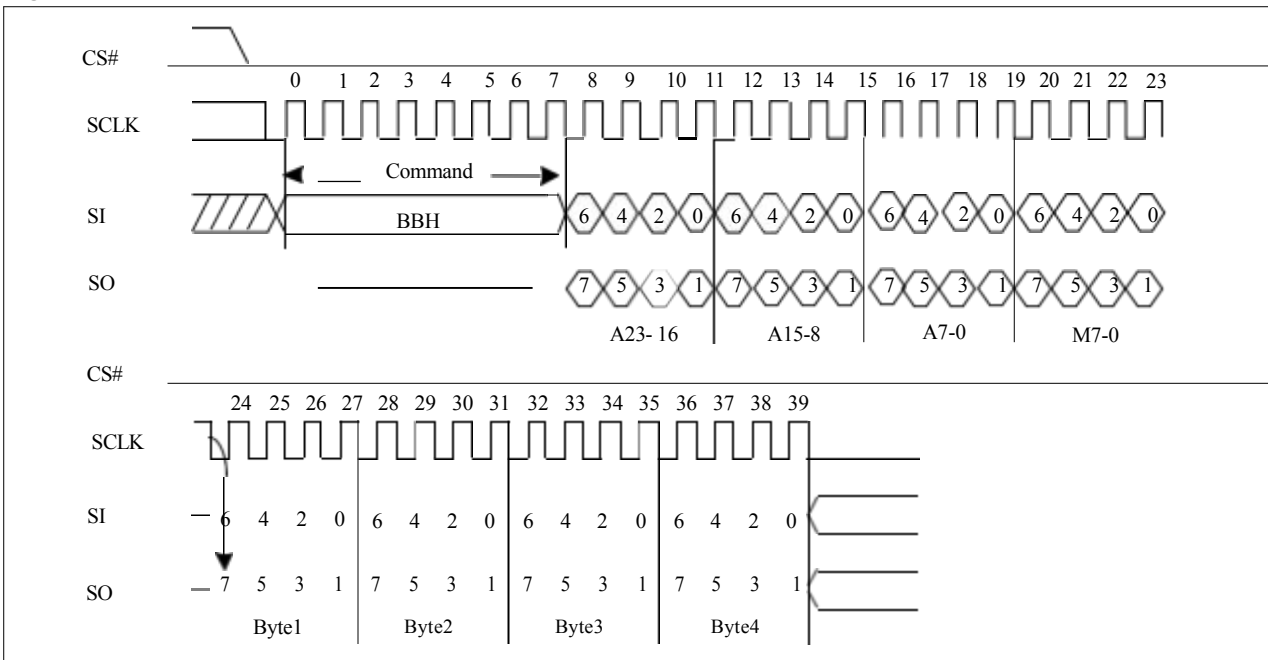 CS#
0 1 2 3 4 5 6 7 8 9 10 11 12 13 14 15 16 17 18 19 20 21 22 23
SCLK
Command
SI
BBH
6 4 2 0 6 4 2 0 6 4 2 0 6 4 2 0
SO
7 5 3 1 7 5 3 1 7 5 3 1 7 5 3 1
A23- 16 A15-8 A7-0 M7-0
CS#
24 25 26 27 28 29 30 31 32 33 34 35 36 37 38 39
SCLK
SI
6 4 2 0 6 4 2 0 6 4 2 0 6 4 2 0
SO
7 5 3 1 7 5 3 1 7 5 3 1 7 5 3 1
Byte1 Byte2 Byte3 Byte4